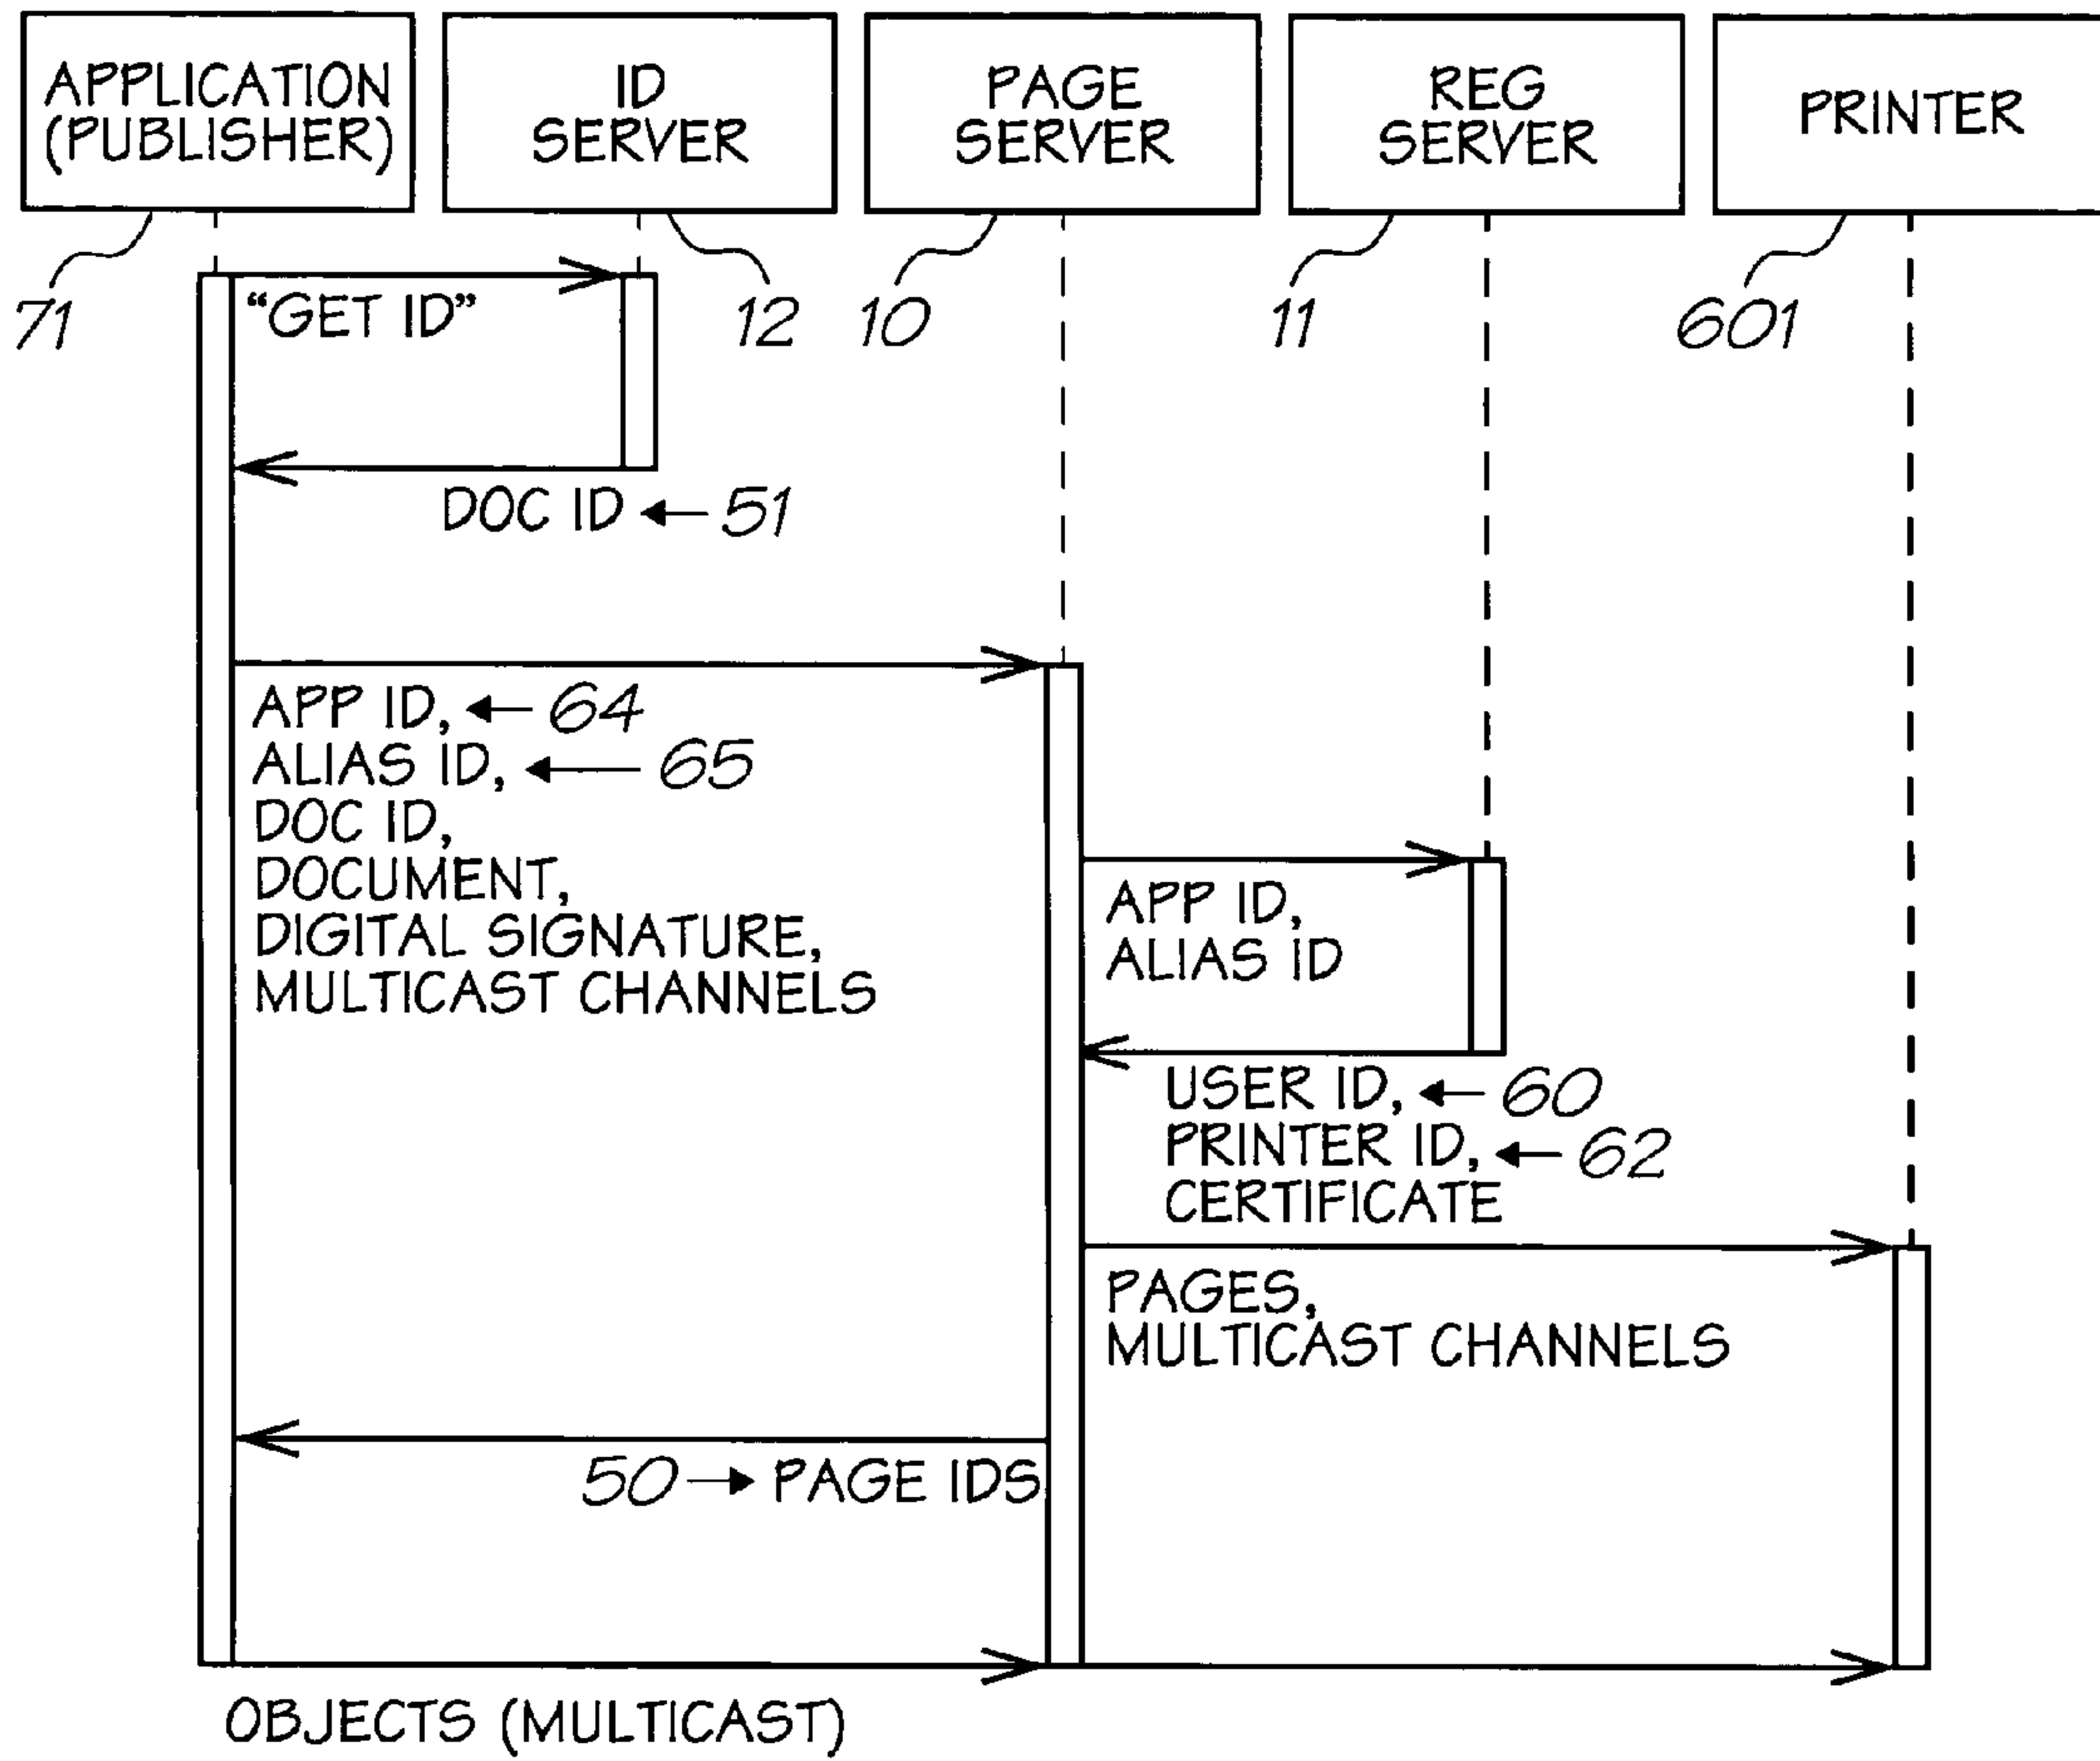 APPLICATION
(PUBLISHER)
ID
SERVER
PAGE
SERVER
REG
SERVER
PRINTER
71
12
10
11
601
“GET ID”
DOC ID 51
APP ID, 64
ALIAS ID, 65
DOC ID,
DOCUMENT,
DIGITAL SIGNATURE,
MULTICAST CHANNELS
APP ID,
ALIAS ID
USER ID, 60
PRINTER ID, 62
CERTIFICATE
PAGES,
MULTICAST CHANNELS
50 PAGE IDS
OBJECTS (MULTICAST)